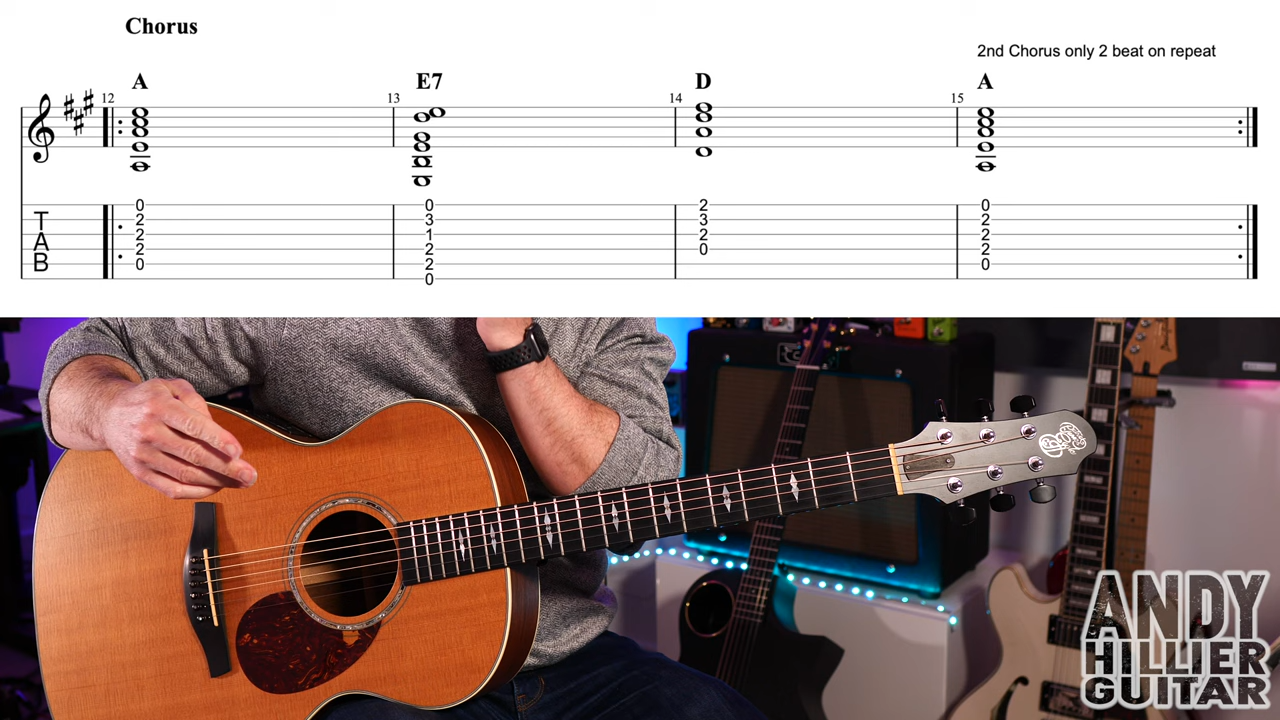 Chorus
2nd Chorus only 2 beat on repeat
A E7 D A
12 13 14 15
T
A
B
0 0 2 0
2 3 3 2
2 1 2 2
2 2 0 2
0 2 0
0
ANDY
HILLIER
GUITAR